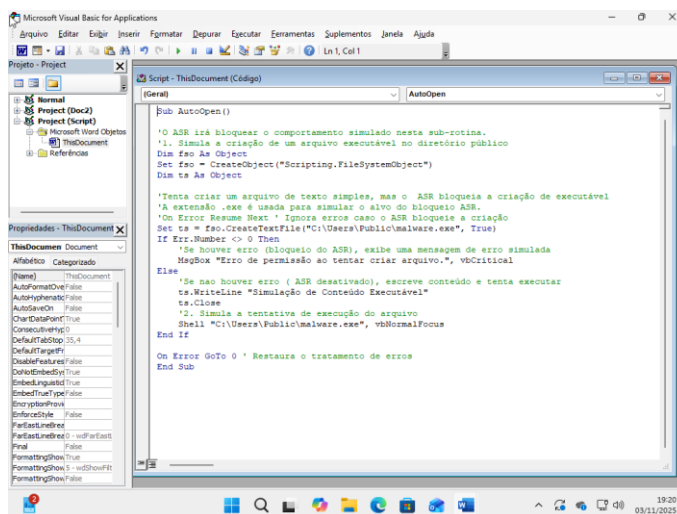 Microsoft Visual Basic for Applications
Arquivo Editar Exibir Inserir Formatar Depurar Executar Ferramentas Suplementos Janela Ajuda
Ln 1, Col 1
Projeto - Project
Normal
Project (Doc2)
Project (Script)
Microsoft Word Objetos
ThisDocument
Referências
Propriedades - ThisDocument
ThisDocumen Document
Alfabético Categorizado
(Name) ThisDocument
AutoFormatOve False
AutoHyphenatic False
AutoSaveOn False
ChartDataPointT True
ConsecutiveHyp 0
DefaultTabStop 35,4
DefaultTargetFr
DisableFeatures False
DoNotEmbedSy True
EmbedLinguistic True
EmbedTrueType False
EncryptionProvi
EnforceStyle False
FarEastLineBrea
FarEastLineBrea 0 - wdFarEastL
Final False
FormattingShow True
FormattingShow 5 - wdShowFilt
FormattingShow False
Script - ThisDocument (Código)
(Geral) AutoOpen
Sub AutoOpen()
'O ASR irá bloquear o comportamento simulado nesta sub-rotina.
'1. Simula a criação de um arquivo executável no diretório público
Dim fso As Object
Set fso = CreateObject("Scripting.FileSystemObject")
Dim ts As Object
'Tenta criar um arquivo de texto simples, mas o ASR bloqueia a criação de executável
'A extensão .exe é usada para simular o alvo do bloqueio ASR.
'On Error Resume Next ' Ignora erros caso o ASR bloqueie a criação
Set ts = fso.CreateTextFile("C:\Users\Public\malware.exe", True)
If Err.Number <> 0 Then
'Se houver erro (bloqueio do ASR), exibe uma mensagem de erro simulada
MsgBox "Erro de permissão ao tentar criar arquivo.", vbCritical
Else
'Se nao houver erro ( ASR desativado), escreve conteúdo e tenta executar
ts.WriteLine "Simulação de Conteúdo Executável"
ts.Close
'2. Simula a tentativa de execução do arquivo
Shell "C:\Users\Public\malware.exe", vbNormalFocus
End If
On Error GoTo 0 ' Restaura o tratamento de erros
End Sub
2
19:20
03/11/2025